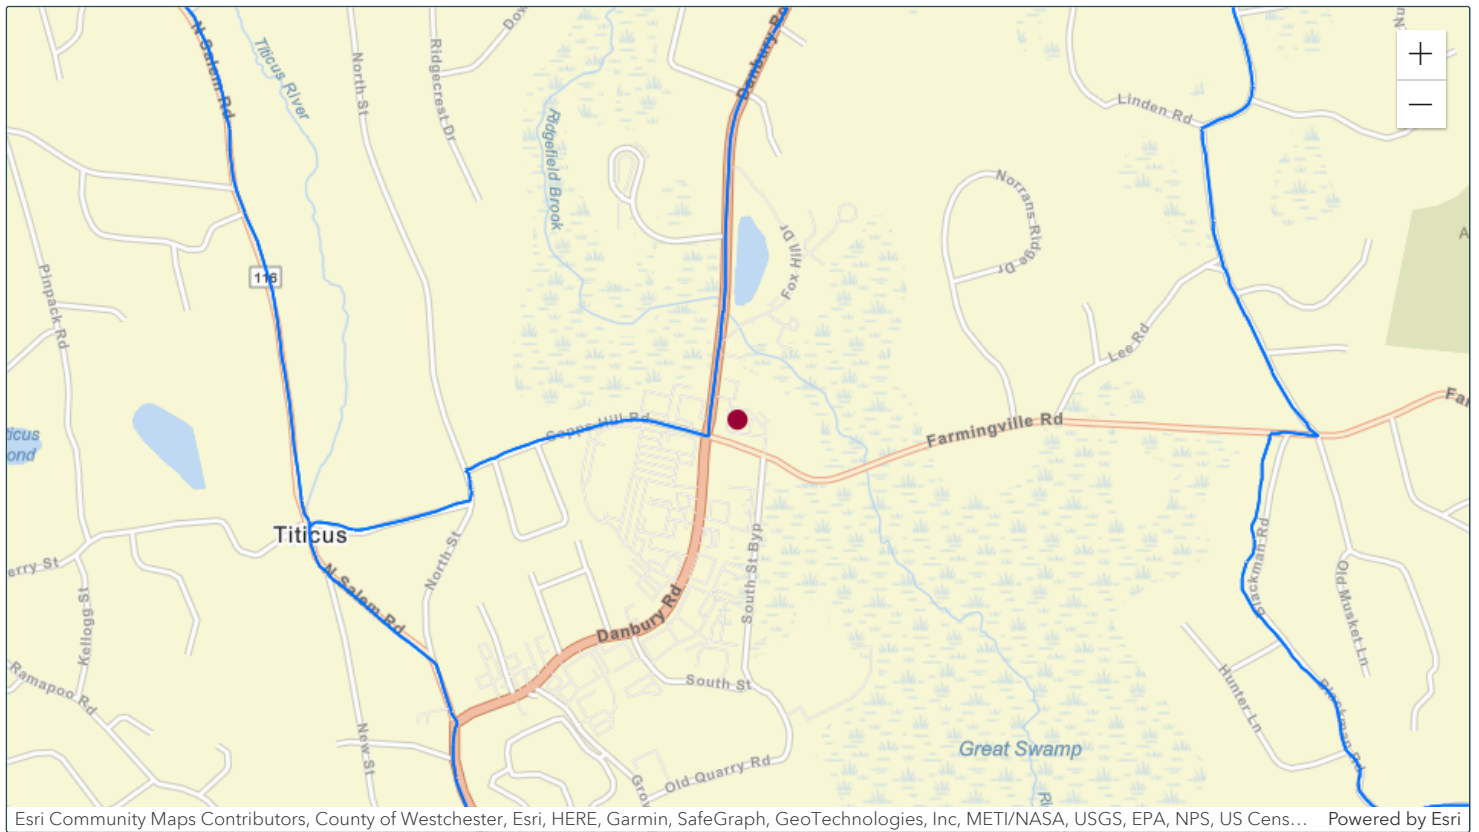 N Salem Rd
Titicus River
North St
Ridgecrest Dr
Danbury Rd
+
−
Linden Rd
Ridgefield Brook
Norrans Ridge Dr
Fox Hill Dr
116
Pinpack Rd
Lee Rd
Copps Hill Rd
Farmingville Rd
Titicus
North St
N Salem Rd
Kellogg St
Ramapoo Rd
Danbury Rd
South St Byp
Blackman Rd
Old Musket Ln
South St
Hunter Ln
Blackman Rd
New St
Great Swamp
Old Quarry Rd
Esri Community Maps Contributors, County of Westchester, Esri, HERE, Garmin, SafeGraph, GeoTechnologies, Inc, METI/NASA, USGS, EPA, NPS, US Cens... Powered by Esri